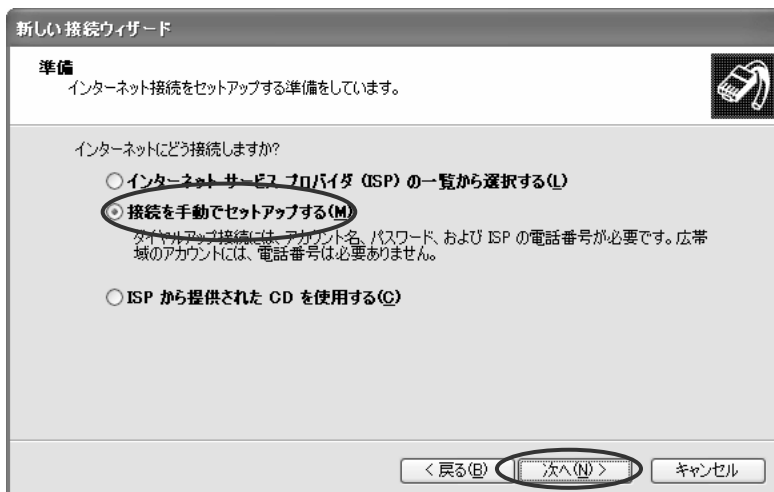 新しい接続ウィザード
準備
インターネット接続をセットアップする準備をしています。
インターネットにどう接続しますか?
インターネット サービス プロバイダ (ISP) の一覧から選択する(L)
接続を手動でセットアップする(M)
ダイヤルアップ接続には、アカウント名、パスワード、および ISP の電話番号が必要です。広帯
域のアカウントには、電話番号は必要ありません。
ISP から提供された CD を使用する(C)
< 戻る(B) 次へ(N) > キャンセル